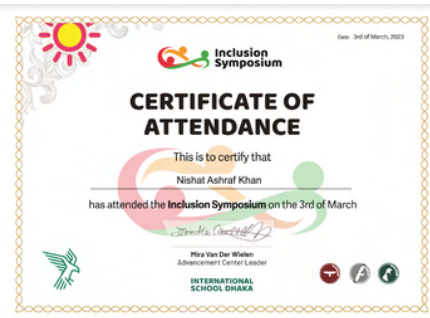 Date: 3rd of March, 2023
Inclusion
Symposium
CERTIFICATE OF
ATTENDANCE
This is to certify that
Nishat Ashraf Khan
has attended the Inclusion Symposium on the 3rd of March
Mira Van Der Wielen
Advancement Center Leader
INTERNATIONAL
SCHOOL DHAKA